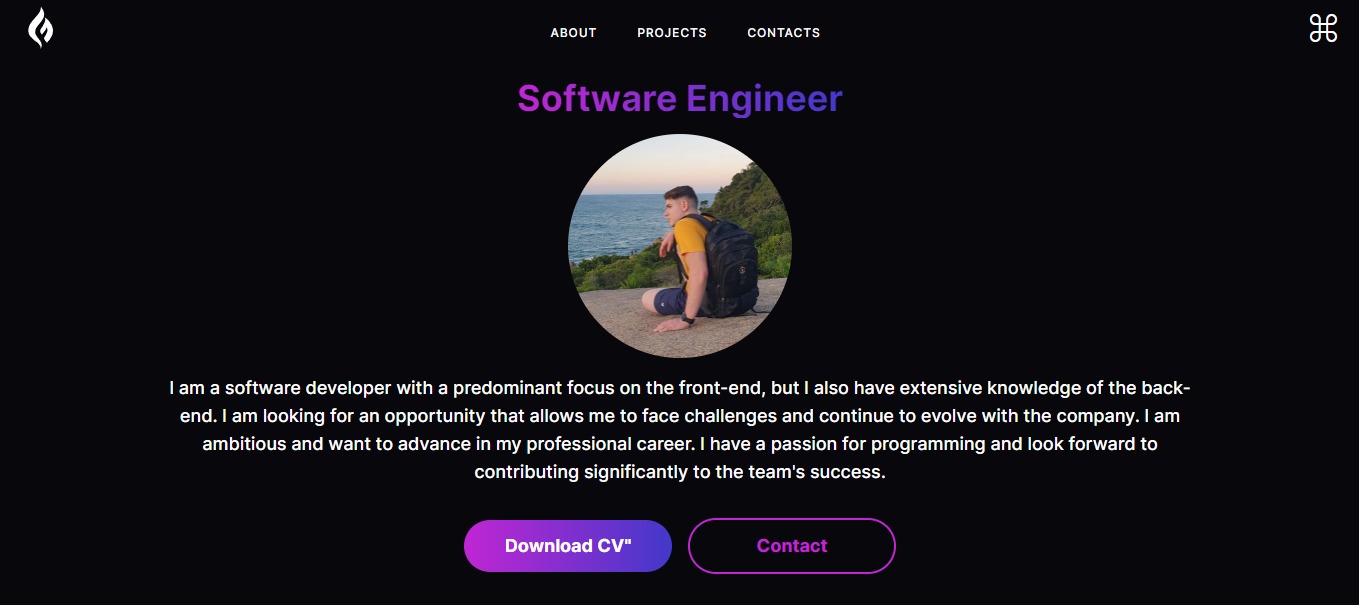 ABOUT PROJECTS CONTACTS
Software Engineer
I am a software developer with a predominant focus on the front-end, but I also have extensive knowledge of the back-
end. I am looking for an opportunity that allows me to face challenges and continue to evolve with the company. I am
ambitious and want to advance in my professional career. I have a passion for programming and look forward to
contributing significantly to the team's success.
Download CV" Contact